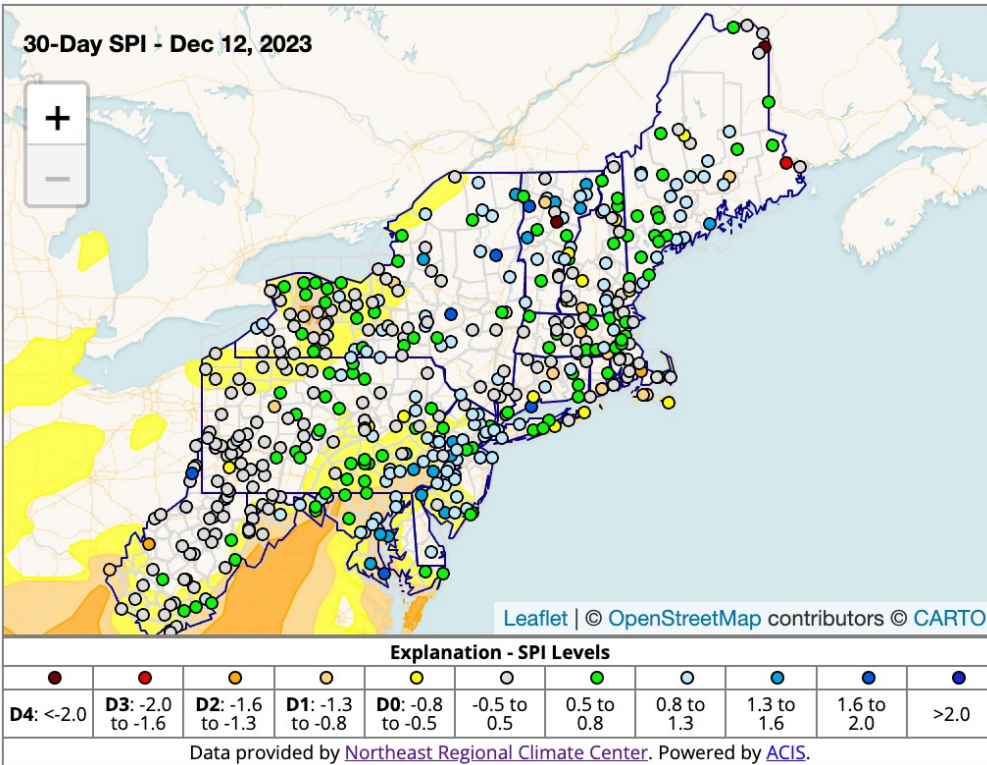 30-Day SPI - Dec 12, 2023
+
−
Leaflet | © OpenStreetMap contributors © CARTO
Explanation - SPI Levels
D4: <-2.0
D3: -2.0
to -1.6
D2: -1.6
to -1.3
D1: -1.3
to -0.8
D0: -0.8
to -0.5
-0.5 to
0.5
0.5 to
0.8
0.8 to
1.3
1.3 to
1.6
1.6 to
2.0
>2.0
Data provided by Northeast Regional Climate Center. Powered by ACIS.